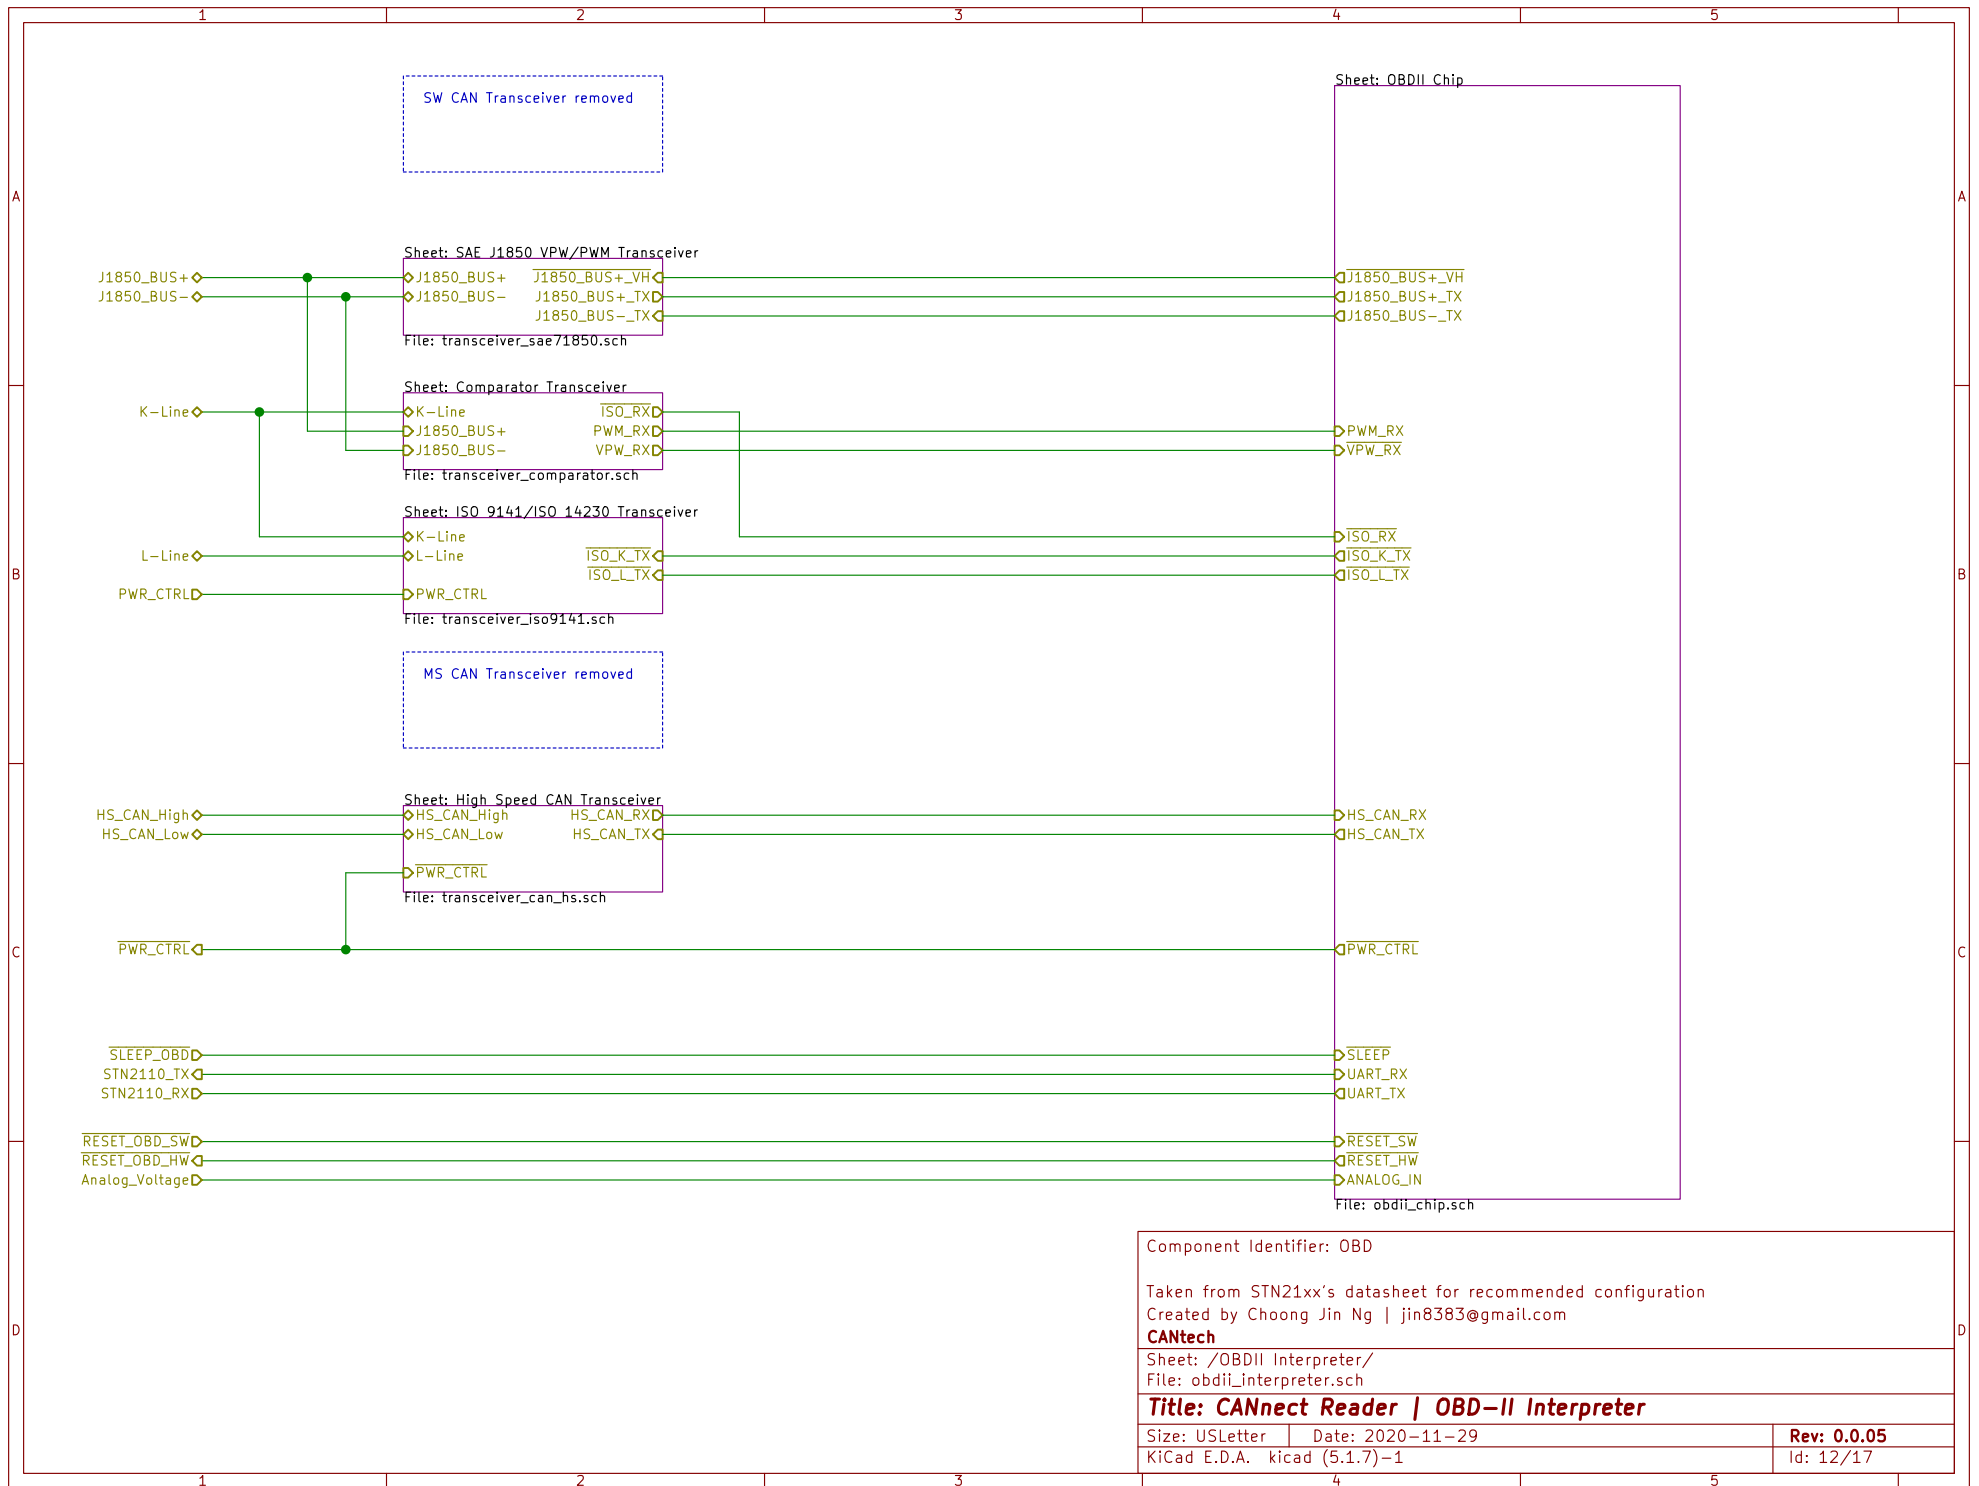 1 2 3 4 5
Sheet: OBDII Chip
SW CAN Transceiver removed
A A
Sheet: SAE J1850 VPW/PWM Transceiver
J1850_BUS+ J1850_BUS+ J1850_BUS+_VH J1850_BUS+_VH
J1850_BUS- J1850_BUS- J1850_BUS+_TX J1850_BUS+_TX
J1850_BUS-_TX J1850_BUS-_TX
File: transceiver_sae71850.sch
Sheet: Comparator Transceiver
K-Line K-Line ISO_RX
J1850_BUS+ PWM_RX PWM_RX
J1850_BUS- VPW_RX VPW_RX
File: transceiver_comparator.sch
Sheet: ISO 9141/ISO 14230 Transceiver
K-Line ISO_RX
L-Line L-Line ISO_K_TX ISO_K_TX
B ISO_L_TX ISO_L_TX B
PWR_CTRL PWR_CTRL
File: transceiver_iso9141.sch
MS CAN Transceiver removed
Sheet: High Speed CAN Transceiver
HS_CAN_High HS_CAN_High HS_CAN_RX HS_CAN_RX
HS_CAN_Low HS_CAN_Low HS_CAN_TX HS_CAN_TX
PWR_CTRL
File: transceiver_can_hs.sch
C PWR_CTRL PWR_CTRL C
SLEEP_OBD SLEEP
STN2110_TX UART_RX
STN2110_RX UART_TX
RESET_OBD_SW RESET_SW
RESET_OBD_HW RESET_HW
Analog_Voltage ANALOG_IN
File: obdii_chip.sch
Component Identifier: OBD
Taken from STN21xx's datasheet for recommended configuration
Created by Choong Jin Ng | jin8383@gmail.com
D D
CANtech
Sheet: /OBDII Interpreter/
File: obdii_interpreter.sch
Title: CANnect Reader | OBD-II Interpreter
Size: USLetter Date: 2020-11-29 Rev: 0.0.05
KiCad E.D.A. kicad (5.1.7)-1 Id: 12/17
1 2 3 4 5